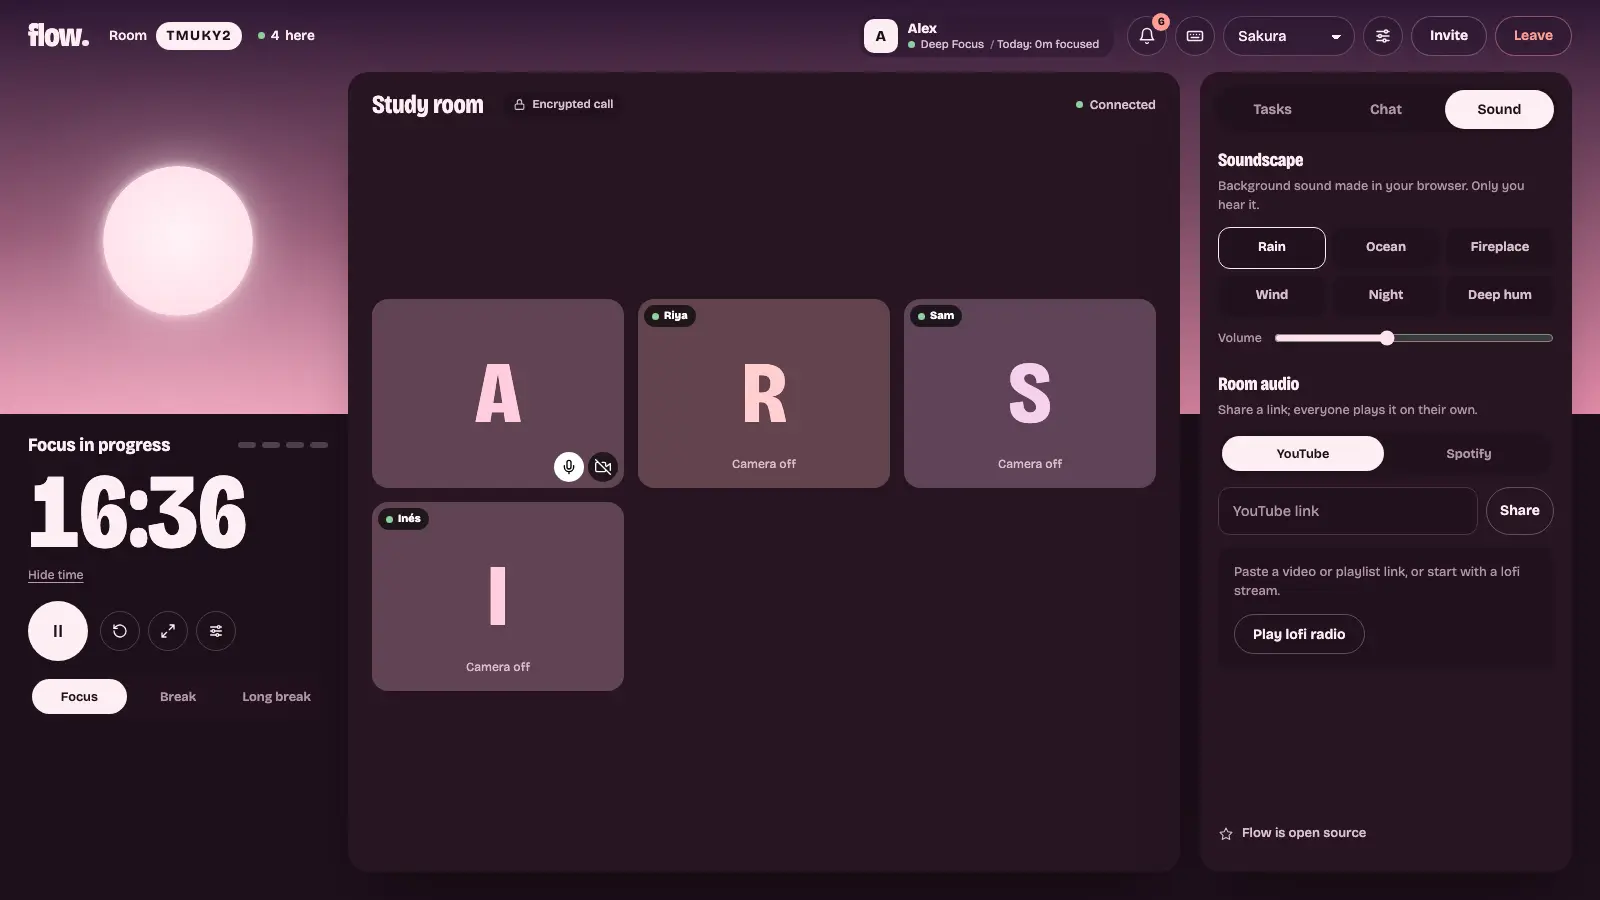 flow.
Room TMUKY2 4 here
A
Alex
Deep Focus / Today: 0m focused
6
Sakura
Invite
Leave
Focus in progress
16:36
Hide time
Focus Break Long break
Study room
Encrypted call
Connected
A
Riya
R
Camera off
Sam
S
Camera off
Inés
I
Camera off
Tasks Chat Sound
Soundscape
Background sound made in your browser. Only you
hear it.
Rain Ocean Fireplace
Wind Night Deep hum
Volume
Room audio
Share a link; everyone plays it on their own.
YouTube Spotify
YouTube link Share
Paste a video or playlist link, or start with a lofi
stream.
Play lofi radio
Flow is open source